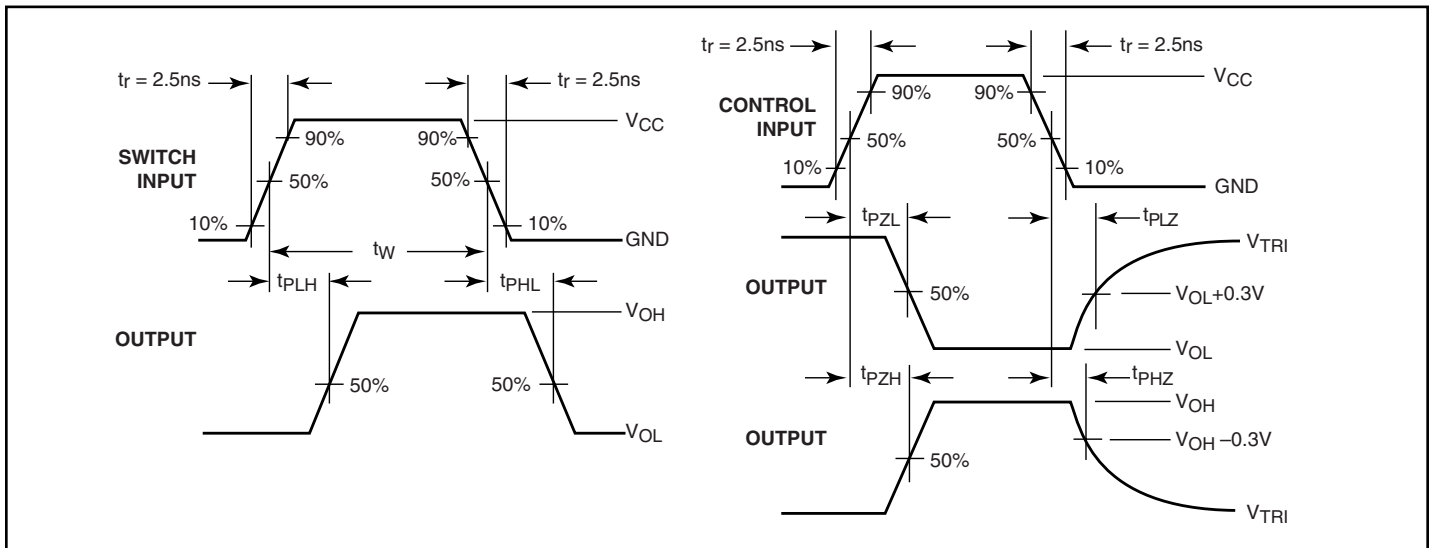 tr = 2.5ns
tr = 2.5ns
VCC
90%
90%
SWITCH
INPUT
50%
50%
10%
10%
GND
tW
tPLH
tPHL
VOH
OUTPUT
50%
50%
VOL
tr = 2.5ns
tr = 2.5ns
VCC
90%
90%
CONTROL
INPUT
50%
50%
10%
10%
GND
tPZL
tPLZ
VTRI
OUTPUT
50%
VOL+0.3V
VOL
tPZH
tPHZ
VOH
VOH –0.3V
OUTPUT
50%
VTRI